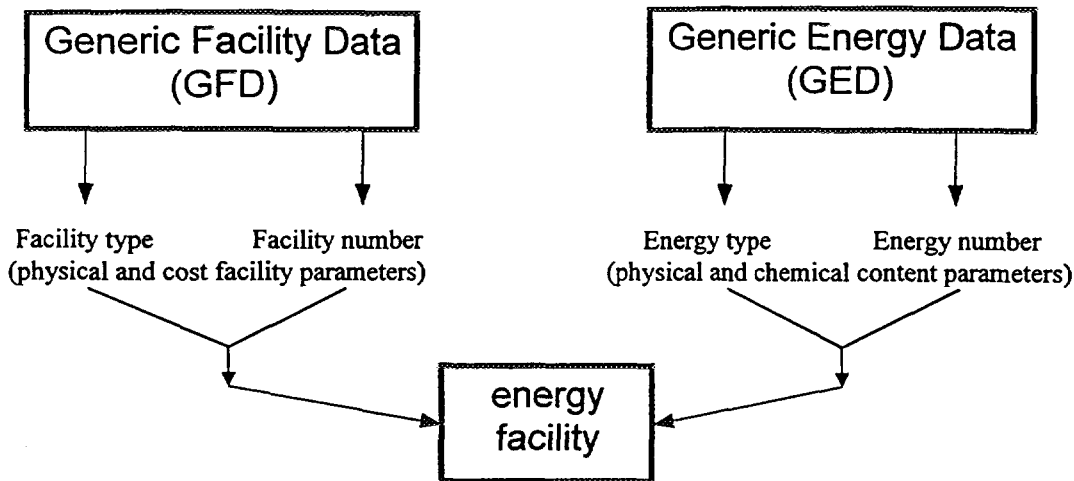 Generic Facility Data
(GFD)
Generic Energy Data
(GED)
Facility type Facility number
(physical and cost facility parameters)
Energy type Energy number
(physical and chemical content parameters)
energy
facility